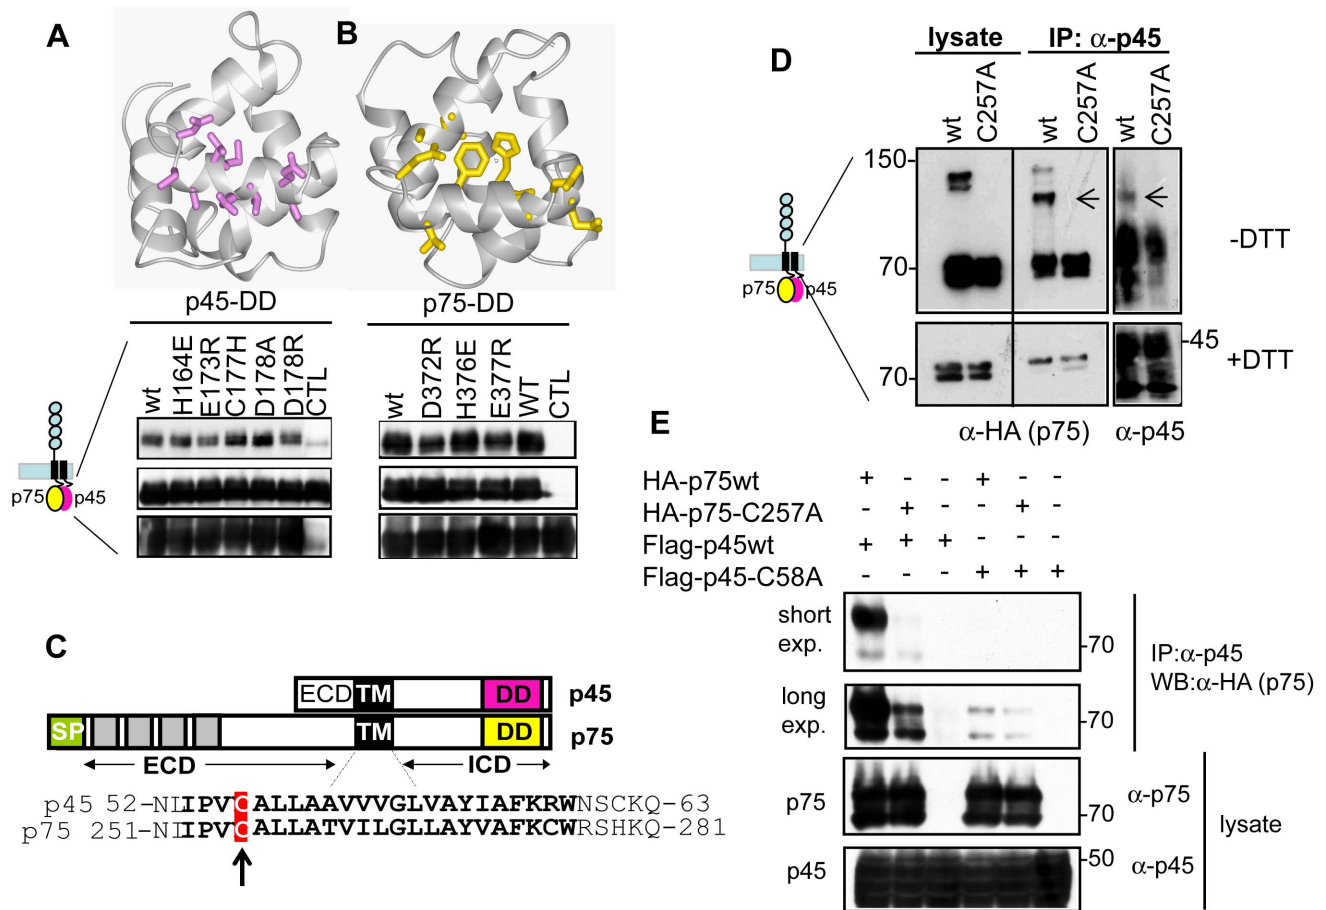 A
B
p45-DD
p75-DD
wt H164E E173R C177H D178A D178R CTL
wt D372R H376E E377R WT CTL
p75 p45
C
ECD TM DD p45
SP TM DD p75
ECD ICD
p45 52-NLIPVYCALLAAVVVGLVAYIAFKRWNSCKQ-63
p75 251-NLIPVYCALLATVILGLLAYVAFKCWRSHKQ-281
D
lysate IP: α-p45
wt C257A wt C257A wt C257A
150-
70-
-DTT
p75 p45
-45
+DTT
70-
α-HA (p75) α-p45
E
HA-p75wt + - - + - -
HA-p75-C257A - + - - + -
Flag-p45wt + + + - - -
Flag-p45-C58A - - - + + +
short
exp.
-70
long
exp.
-70
IP:α-p45
WB:α-HA (p75)
p75 -70 α-p75
p45 -50 α-p45
lysate